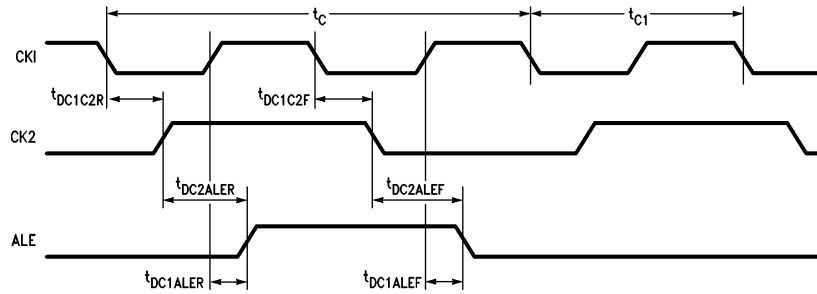 tC
tC1
CKI
tDC1C2R
tDC1C2F
CK2
tDC2ALER
tDC2ALEF
ALE
tDC1ALER
tDC1ALEF